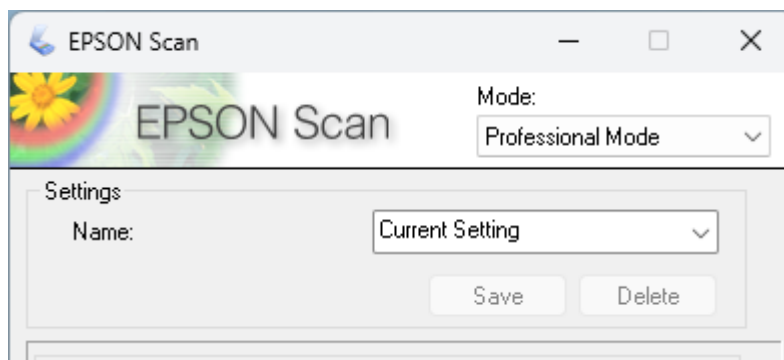 EPSON Scan
EPSON Scan
Mode:
Professional Mode
Settings
Name:
Current Setting
Save
Delete